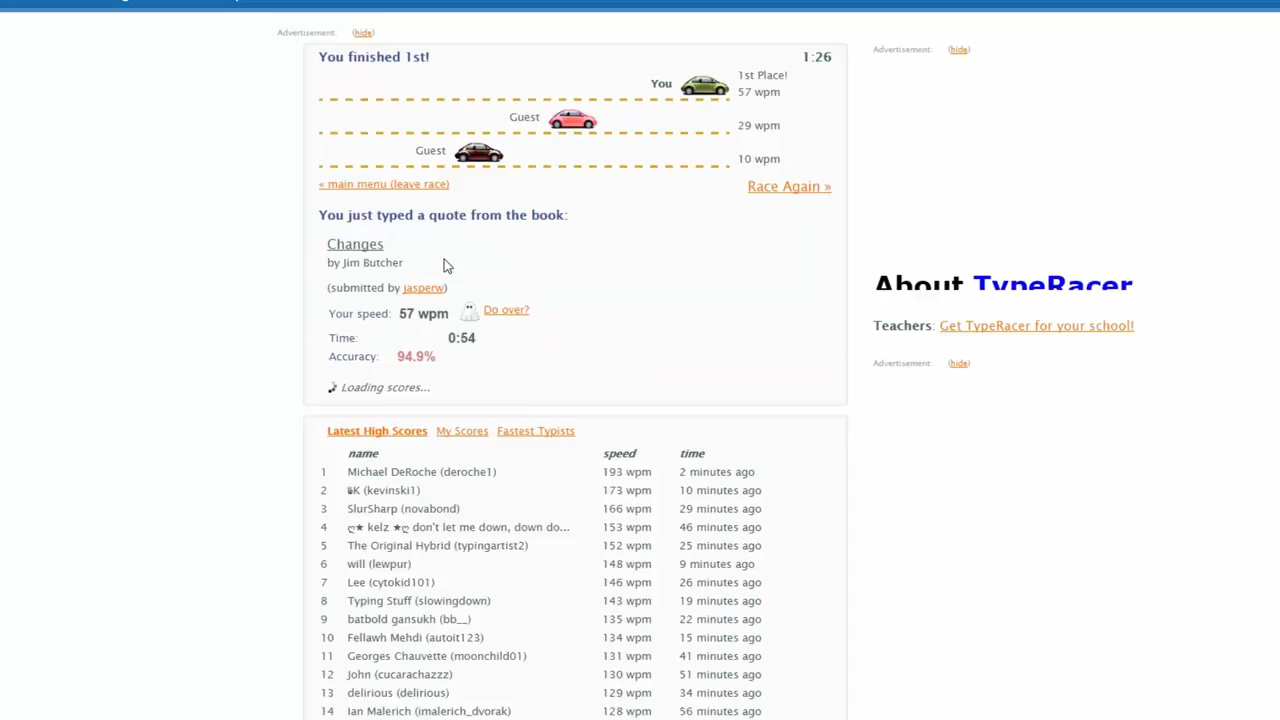 Advertisement: (hide)
You finished 1st! 1:26
You 1st Place!
57 wpm
Guest 29 wpm
Guest 10 wpm
« main menu (leave race) Race Again »
You just typed a quote from the book:
Changes
by Jim Butcher
(submitted by jasperw)
Your speed: 57 wpm Do over?
Time: 0:54
Accuracy: 94.9%
Loading scores...
Latest High Scores My Scores Fastest Typists
name speed time
1 Michael DeRoche (deroche1) 193 wpm 2 minutes ago
2 K (kevinski1) 173 wpm 10 minutes ago
3 SlurSharp (novabond) 166 wpm 29 minutes ago
4 ღ★ kelz ★ღ don't let me down, down do... 153 wpm 46 minutes ago
5 The Original Hybrid (typingartist2) 152 wpm 25 minutes ago
6 will (lewpur) 148 wpm 9 minutes ago
7 Lee (cytokid101) 146 wpm 26 minutes ago
8 Typing Stuff (slowingdown) 143 wpm 19 minutes ago
9 batbold gansukh (bb__) 135 wpm 22 minutes ago
10 Fellawh Mehdi (autoit123) 134 wpm 15 minutes ago
11 Georges Chauvette (moonchild01) 131 wpm 41 minutes ago
12 John (cucarachazzz) 130 wpm 51 minutes ago
13 delirious (delirious) 129 wpm 34 minutes ago
14 Ian Malerich (imalerich_dvorak) 128 wpm 56 minutes ago
Advertisement: (hide)
About TypeRacer
Teachers: Get TypeRacer for your school!
Advertisement: (hide)